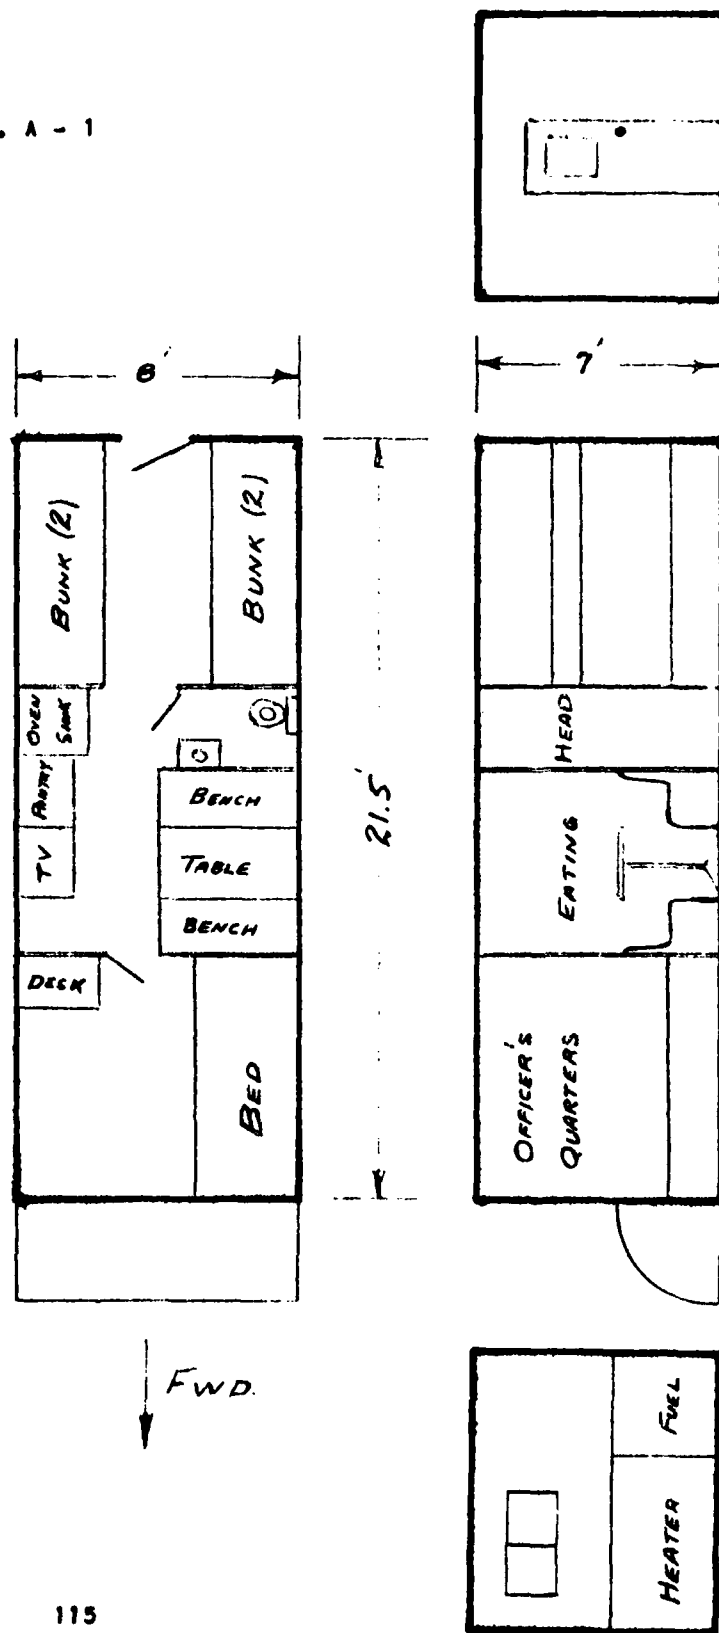 . A - 1
8'
7'
BUNK (2)
BUNK (2)
OVEN
SINK
PANTRY
TV
BENCH
TABLE
BENCH
DESK
BED
21.5'
HEAD
EATING
OFFICER'S
QUARTERS
FWD.
FUEL
HEATER
115